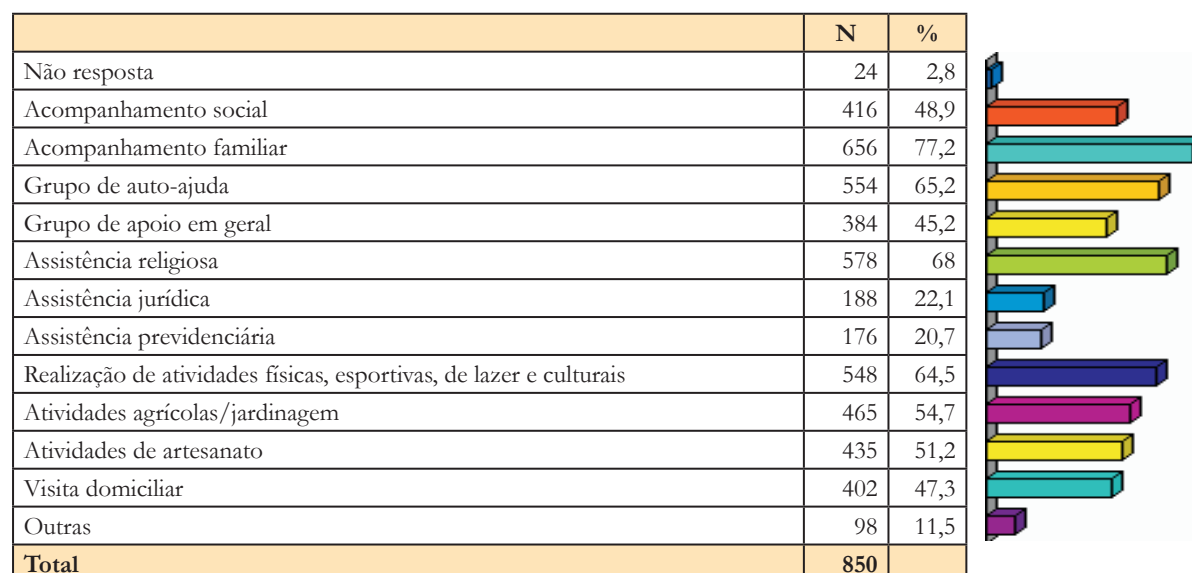 N %
Não resposta 24 2,8
Acompanhamento social 416 48,9
Acompanhamento familiar 656 77,2
Grupo de auto-ajuda 554 65,2
Grupo de apoio em geral 384 45,2
Assistência religiosa 578 68
Assistência jurídica 188 22,1
Assistência previdenciária 176 20,7
Realização de atividades físicas, esportivas, de lazer e culturais 548 64,5
Atividades agrícolas/jardinagem 465 54,7
Atividades de artesanato 435 51,2
Visita domiciliar 402 47,3
Outras 98 11,5
Total 850